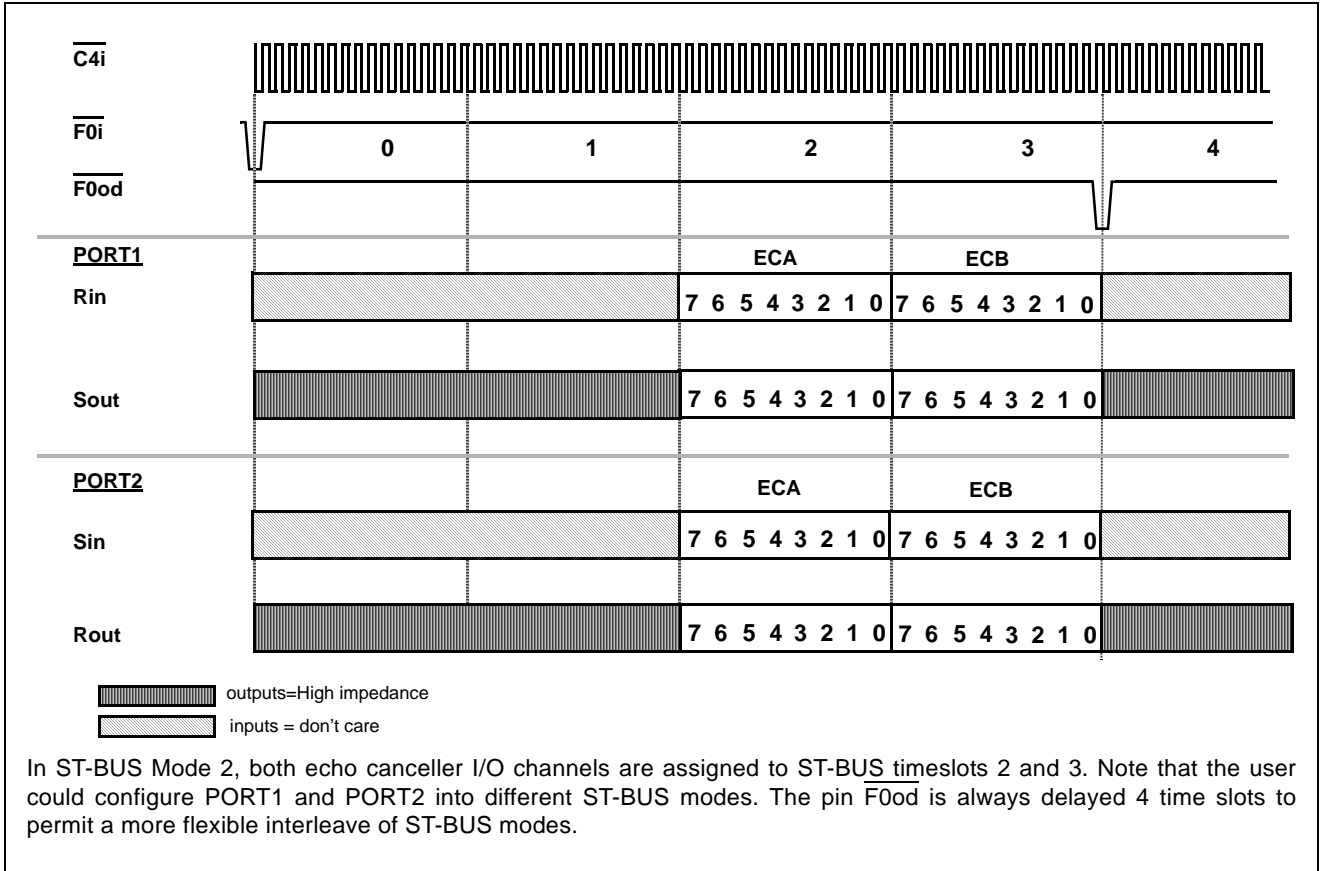 C4i
F0i
0 1 2 3 4
F0od
PORT1
ECA ECB
Rin
7 6 5 4 3 2 1 0 7 6 5 4 3 2 1 0
Sout
7 6 5 4 3 2 1 0 7 6 5 4 3 2 1 0
PORT2
ECA ECB
Sin
7 6 5 4 3 2 1 0 7 6 5 4 3 2 1 0
Rout
7 6 5 4 3 2 1 0 7 6 5 4 3 2 1 0
outputs=High impedance
inputs = don't care
In ST-BUS Mode 2, both echo canceller I/O channels are assigned to ST-BUS timeslots 2 and 3. Note that the user
could configure PORT1 and PORT2 into different ST-BUS modes. The pin F0od is always delayed 4 time slots to
permit a more flexible interleave of ST-BUS modes.